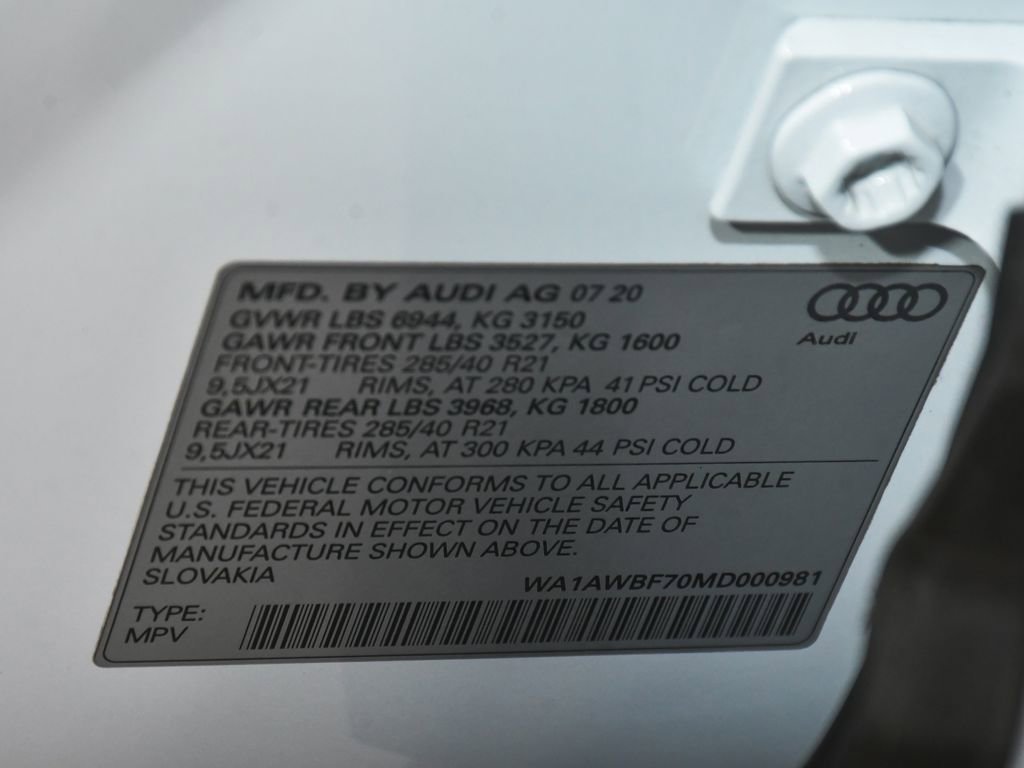 MFD. BY AUDI AG 07 20
GVWR LBS 6944, KG 3150
GAWR FRONT LBS 3527, KG 1600
FRONT-TIRES 285/40 R21
9,5JX21 RIMS, AT 280 KPA 41 PSI COLD
GAWR REAR LBS 3968, KG 1800
REAR-TIRES 285/40 R21
9,5JX21 RIMS, AT 300 KPA 44 PSI COLD
Audi
THIS VEHICLE CONFORMS TO ALL APPLICABLE
U.S. FEDERAL MOTOR VEHICLE SAFETY
STANDARDS IN EFFECT ON THE DATE OF
MANUFACTURE SHOWN ABOVE.
SLOVAKIA WA1AWBF70MD000981
TYPE:
MPV